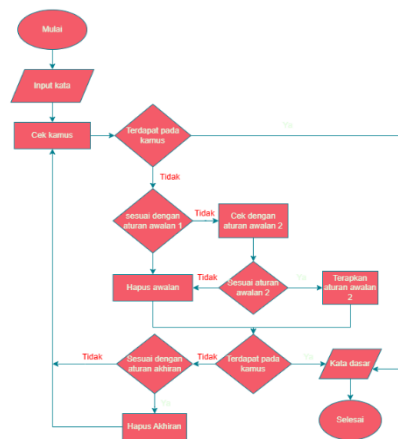 Mulai
Input kata
Cek kamus
Terdapat pada
kamus
Ya
Tidak
sesuai dengan
aturan awalan 1
Tidak
Cek dengan
aturan awalan 2
Hapus awalan
Tidak
Sesuai aturan
awalan 2
Ya
Terapkan
aturan awalan
2
Tidak
Sesuai dengan
aturan akhiran
Tidak
Terdapat pada
kamus
Ya
Kata dasar
Ya
Hapus Akhiran
Selesai